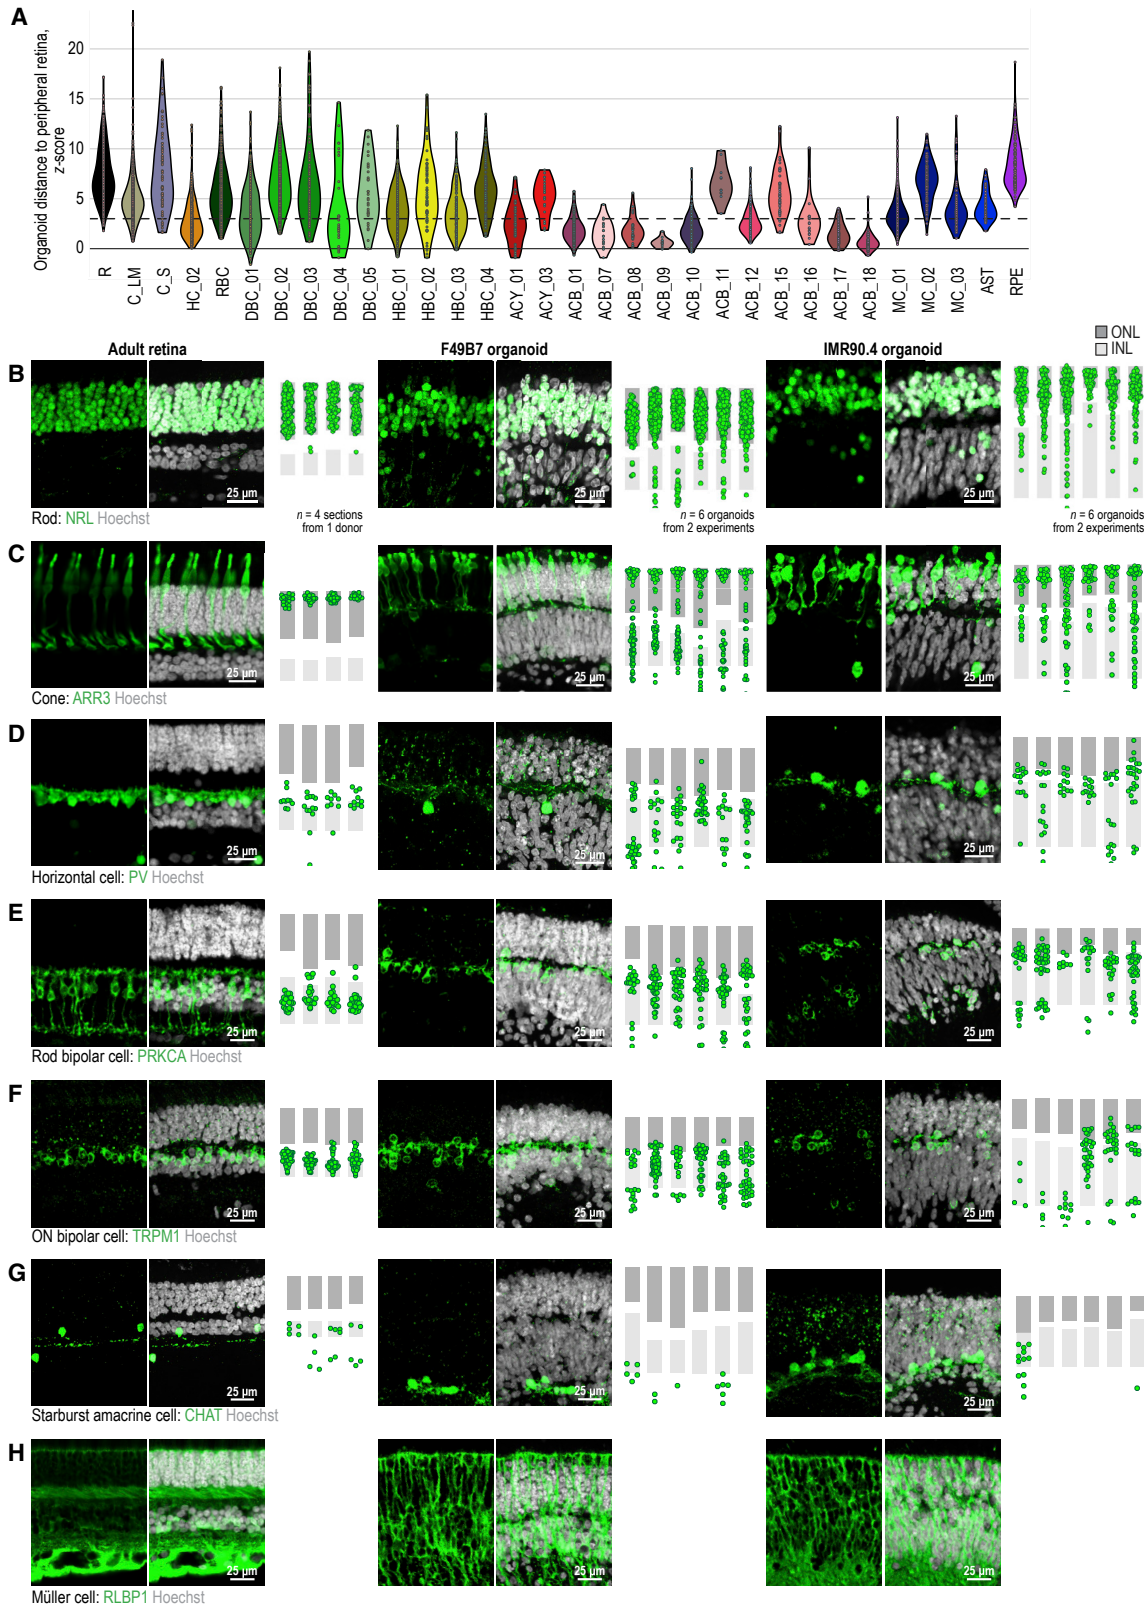 A
Organoid distance to peripheral retina,
z-score
20
15
10
5
0
R
C_LM
C_S
HC_02
RBC
DBC_01
DBC_02
DBC_03
DBC_04
DBC_05
HBC_01
HBC_02
HBC_03
HBC_04
ACY_01
ACY_03
ACB_01
ACB_07
ACB_08
ACB_09
ACB_10
ACB_11
ACB_12
ACB_15
ACB_16
ACB_17
ACB_18
MC_01
MC_02
MC_03
AST
RPE
ONL
INL
Adult retina
F49B7 organoid
IMR90.4 organoid
B
25 µm
25 µm
25 µm
Rod: NRL Hoechst
n = 4 sections
from 1 donor
n = 6 organoids
from 2 experiments
n = 6 organoids
from 2 experiments
C
25 µm
25 µm
25 µm
Cone: ARR3 Hoechst
D
25 µm
25 µm
25 µm
Horizontal cell: PV Hoechst
E
25 µm
25 µm
25 µm
Rod bipolar cell: PRKCA Hoechst
F
25 µm
25 µm
25 µm
ON bipolar cell: TRPM1 Hoechst
G
25 µm
25 µm
25 µm
Starburst amacrine cell: CHAT Hoechst
H
25 µm
25 µm
25 µm
Müller cell: RLBP1 Hoechst